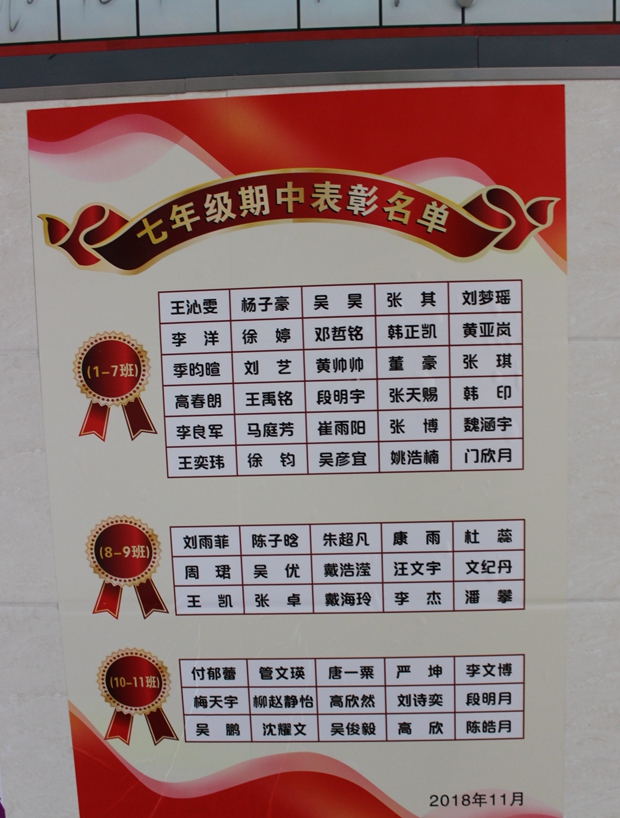 七年级期中表彰名单
(1-7班)
王沁雯 杨子豪 吴昊 张其 刘梦瑶
李洋 徐婷 邓哲铭 韩正凯 黄亚岚
季昀暄 刘艺 黄帅帅 董豪 张琪
高春朗 王禹铭 段明宇 张天赐 韩印
李良军 马庭芳 崔雨阳 张博 魏涵宇
王奕玮 徐钧 吴彦宜 姚浩楠 门欣月
(8-9班)
刘雨菲 陈子晗 朱超凡 康雨 杜蕊
周珺 吴优 戴浩滢 汪文宇 文纪丹
王凯 张卓 戴海玲 李杰 潘攀
(10-11班)
付郁蕾 管文瑛 唐一粟 严坤 李文博
梅天宇 柳赵静怡 高欣然 刘诗奕 段明月
吴鹏 沈耀文 吴俊毅 高欣 陈皓月
2018年11月